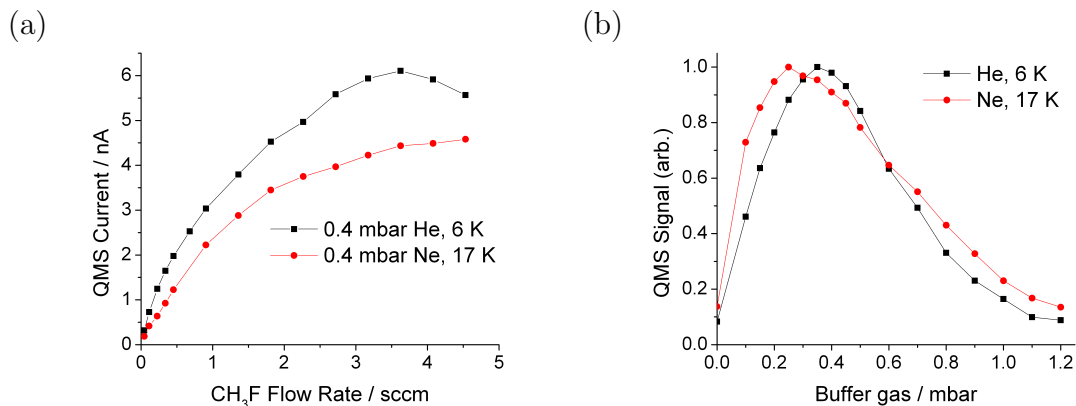 (a)
6
5
4
3
2
1
0
QMS Current / nA
0.4 mbar He, 6 K
0.4 mbar Ne, 17 K
0 1 2 3 4 5
CH₃F Flow Rate / sccm
(b)
1.0
0.8
0.6
0.4
0.2
QMS Signal (arb.)
He, 6 K
Ne, 17 K
0.0 0.2 0.4 0.6 0.8 1.0 1.2
Buffer gas / mbar